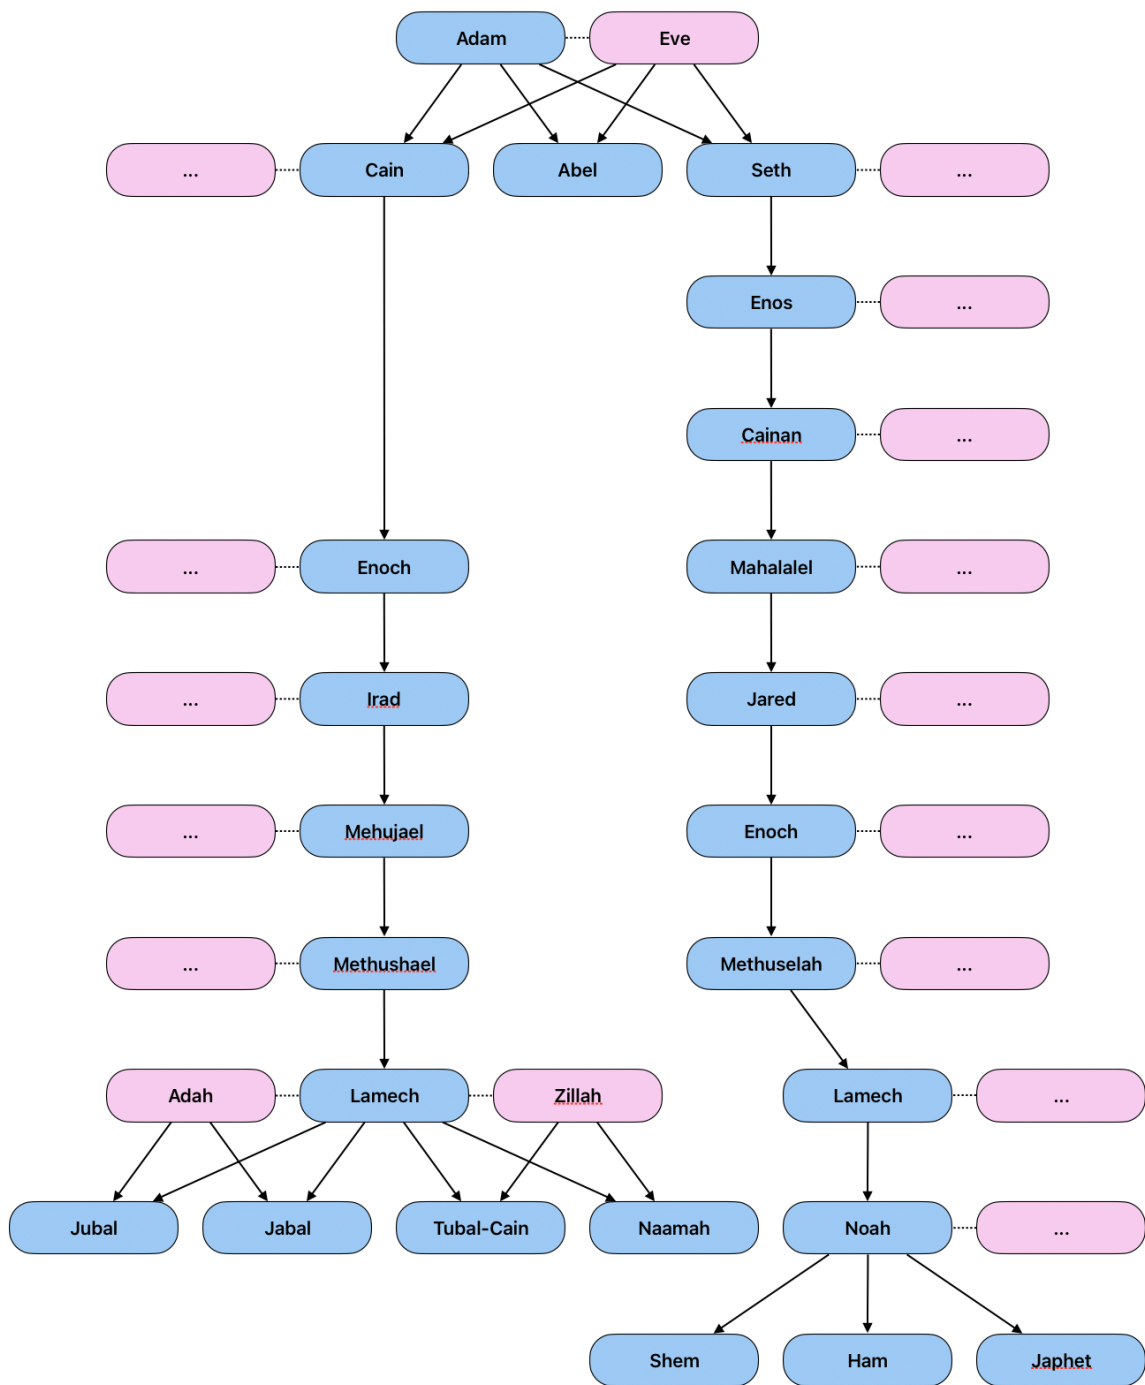 Adam Eve
... Cain Abel Seth ...
Enos ...
Cainan ...
... Enoch Mahalalel ...
... Irad Jared ...
... Mehujael Enoch ...
... Methushael Methuselah ...
Adah Lamech Zillah Lamech ...
Jubal Jabal Tubal-Cain Naamah Noah ...
Shem Ham Japhet